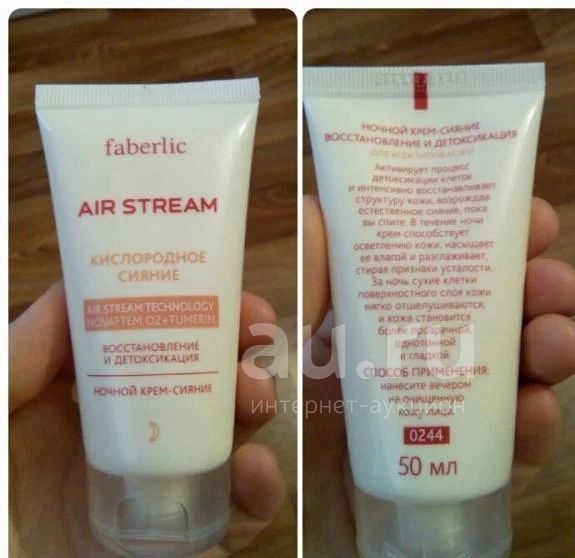 faberlic
AIR STREAM
КИСЛОРОДНОЕ
СИЯНИЕ
AIR STREAM TECHNOLOGY
NOVAFTEM O2+TUMERIN
ВОССТАНОВЛЕНИЕ
И ДЕТОКСИКАЦИЯ
НОЧНОЙ КРЕМ-СИЯНИЕ
НОЧНОЙ КРЕМ-СИЯНИЕ
ВОССТАНОВЛЕНИЕ И ДЕТОКСИКАЦИЯ
ДЛЯ ВСЕХ ТИПОВ КОЖИ
Активирует процесс
детоксикации клеток
и интенсивно восстанавливает
структуру кожи, возрождая
естественное сияние, пока
вы спите. В течение ночи
крем способствует
осветлению кожи, насыщает
ее влагой и разглаживает,
стирая признаки усталости.
За ночь сухие клетки
поверхностного слоя кожи
мягко отшелушиваются,
и кожа становится
более прозрачной,
однотонной
и гладкой.
СПОСОБ ПРИМЕНЕНИЯ:
нанесите вечером
на очищенную
кожу лица.
0244
50 мл
au.ru
интернет-аукцион